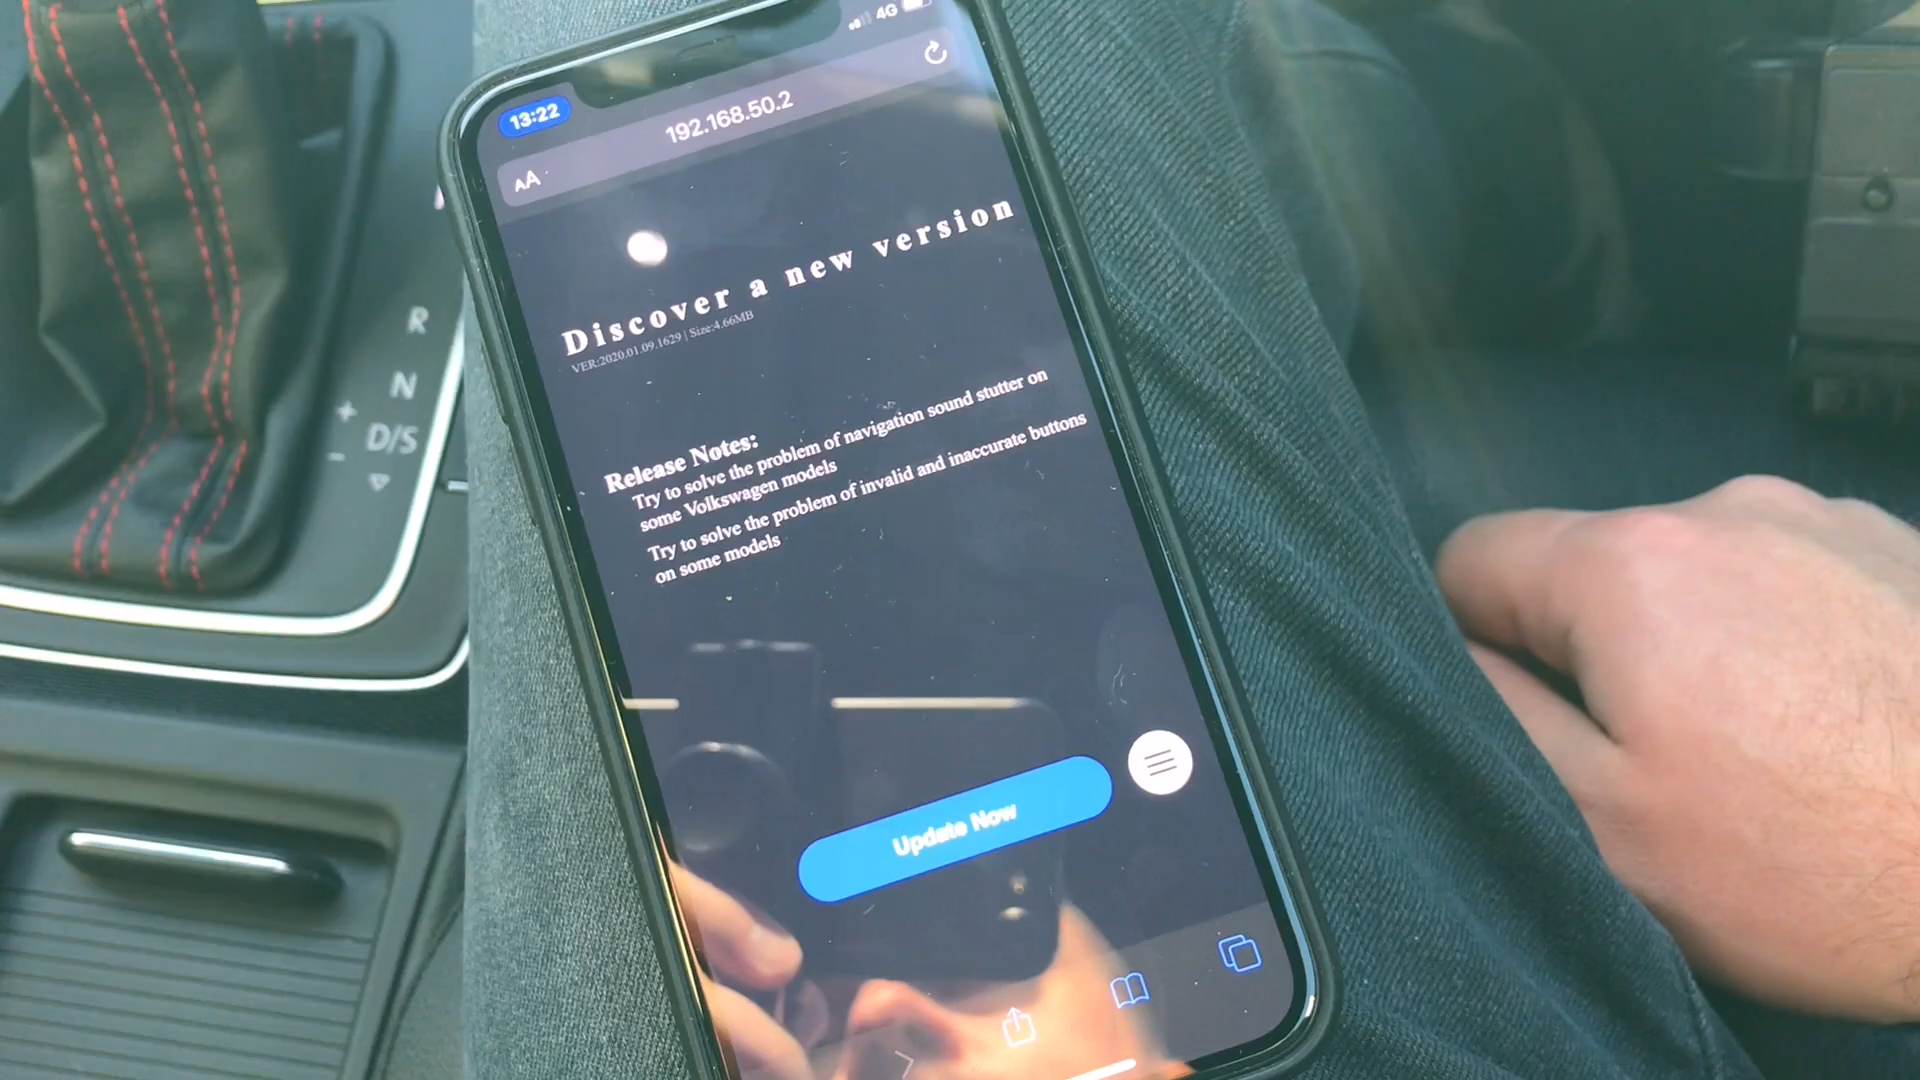 4G
13:22
AA
192.168.50.2
Discover a new version
VER:2020.01.09.1629 | Size:4.66MB
Release Notes:
Try to solve the problem of navigation sound stutter on
some Volkswagen models
Try to solve the problem of invalid and inaccurate buttons
on some models
Update Now
R
N
+
D/S
-